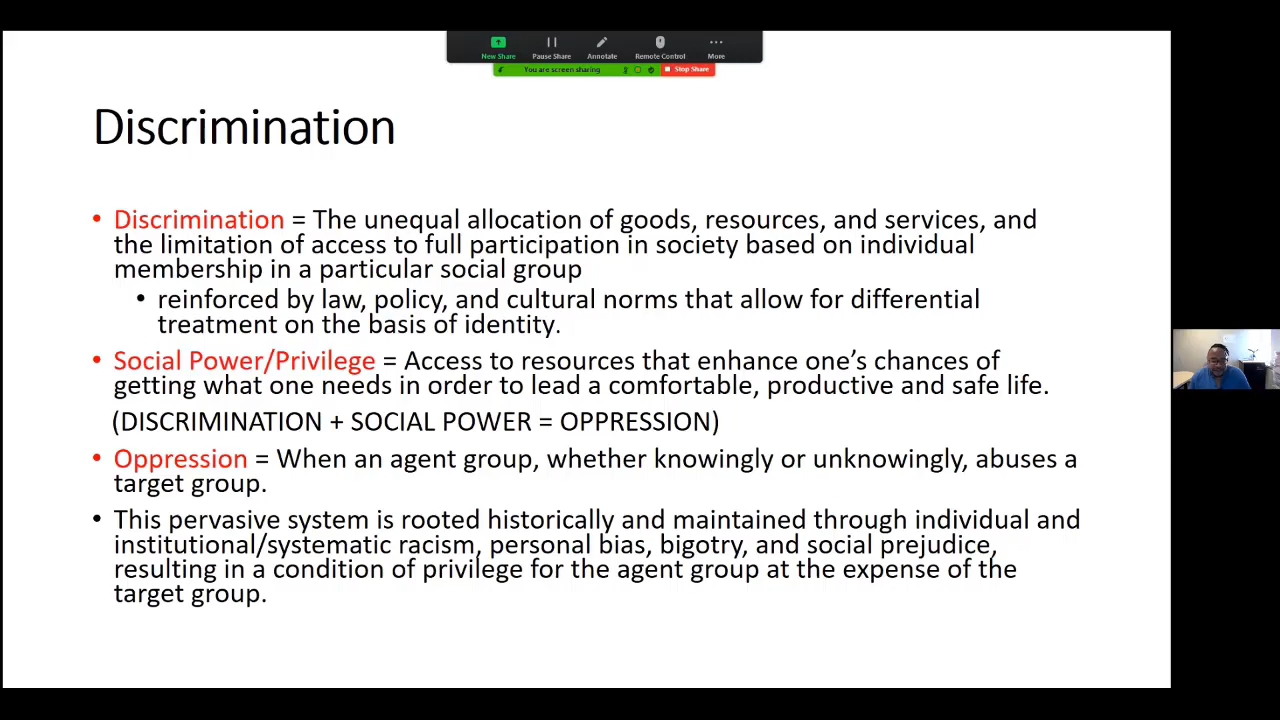 New Share
Pause Share
Annotate
Remote Control
More
You are screen sharing
Stop Share
Discrimination
• Discrimination = The unequal allocation of goods, resources, and services, and
the limitation of access to full participation in society based on individual
membership in a particular social group
• reinforced by law, policy, and cultural norms that allow for differential
treatment on the basis of identity.
• Social Power/Privilege = Access to resources that enhance one’s chances of
getting what one needs in order to lead a comfortable, productive and safe life.
(DISCRIMINATION + SOCIAL POWER = OPPRESSION)
• Oppression = When an agent group, whether knowingly or unknowingly, abuses a
target group.
• This pervasive system is rooted historically and maintained through individual and
institutional/systematic racism, personal bias, bigotry, and social prejudice,
resulting in a condition of privilege for the agent group at the expense of the
target group.